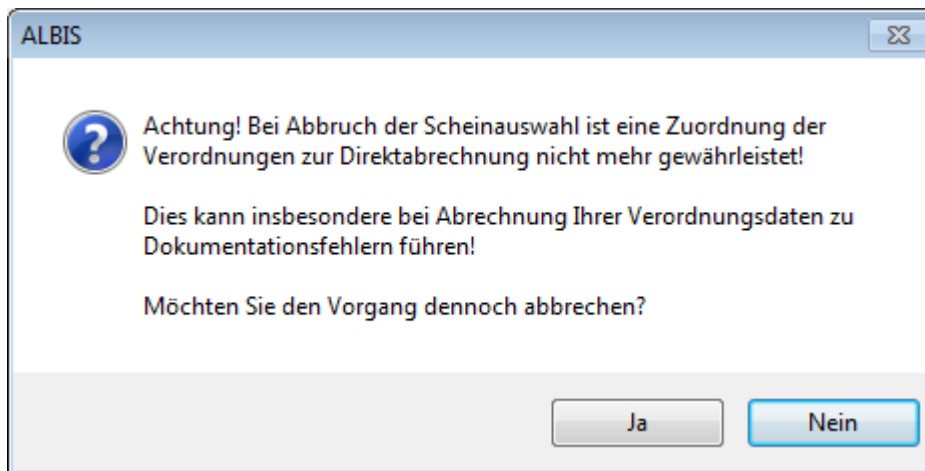 ALBIS
Achtung! Bei Abbruch der Scheinauswahl ist eine Zuordnung der
Verordnungen zur Direktabrechnung nicht mehr gewährleistet!
Dies kann insbesondere bei Abrechnung Ihrer Verordnungsdaten zu
Dokumentationsfehlern führen!
Möchten Sie den Vorgang dennoch abbrechen?
Ja Nein